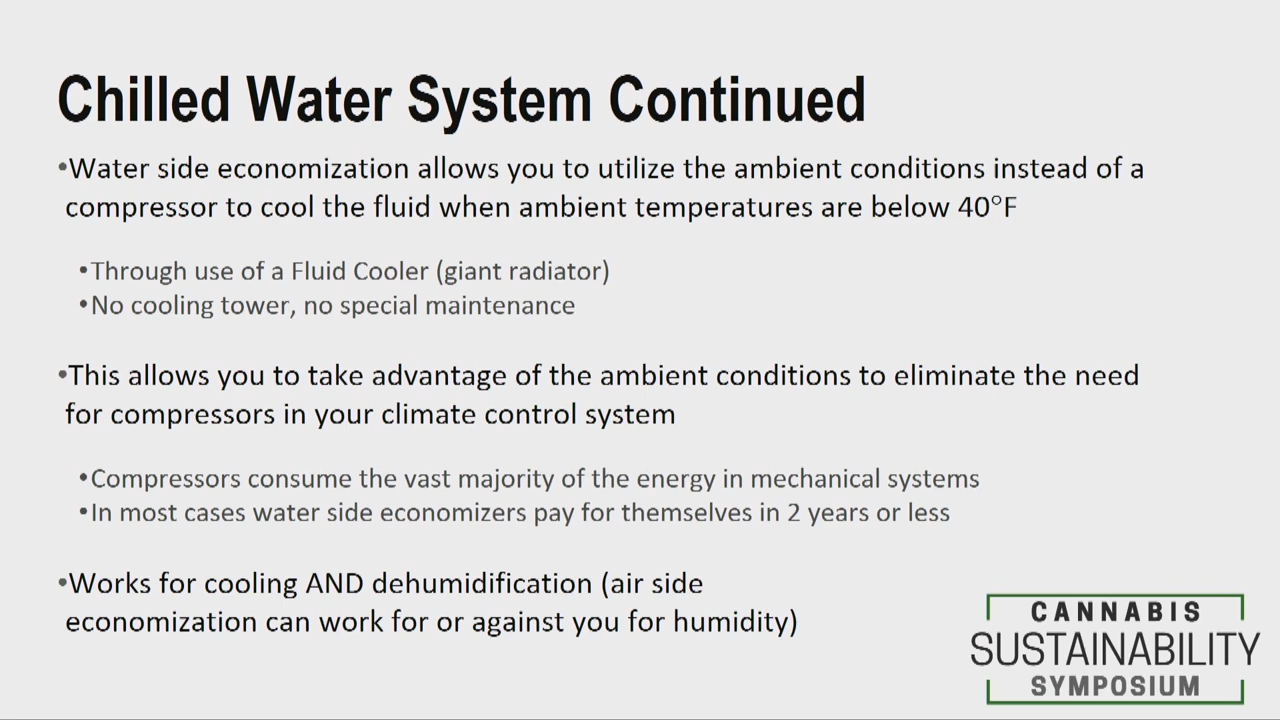 Chilled Water System Continued
•Water side economization allows you to utilize the ambient conditions instead of a
compressor to cool the fluid when ambient temperatures are below 40°F
•Through use of a Fluid Cooler (giant radiator)
•No cooling tower, no special maintenance
•This allows you to take advantage of the ambient conditions to eliminate the need
for compressors in your climate control system
•Compressors consume the vast majority of the energy in mechanical systems
•In most cases water side economizers pay for themselves in 2 years or less
•Works for cooling AND dehumidification (air side
economization can work for or against you for humidity)
CANNABIS
SUSTAINABILITY
SYMPOSIUM